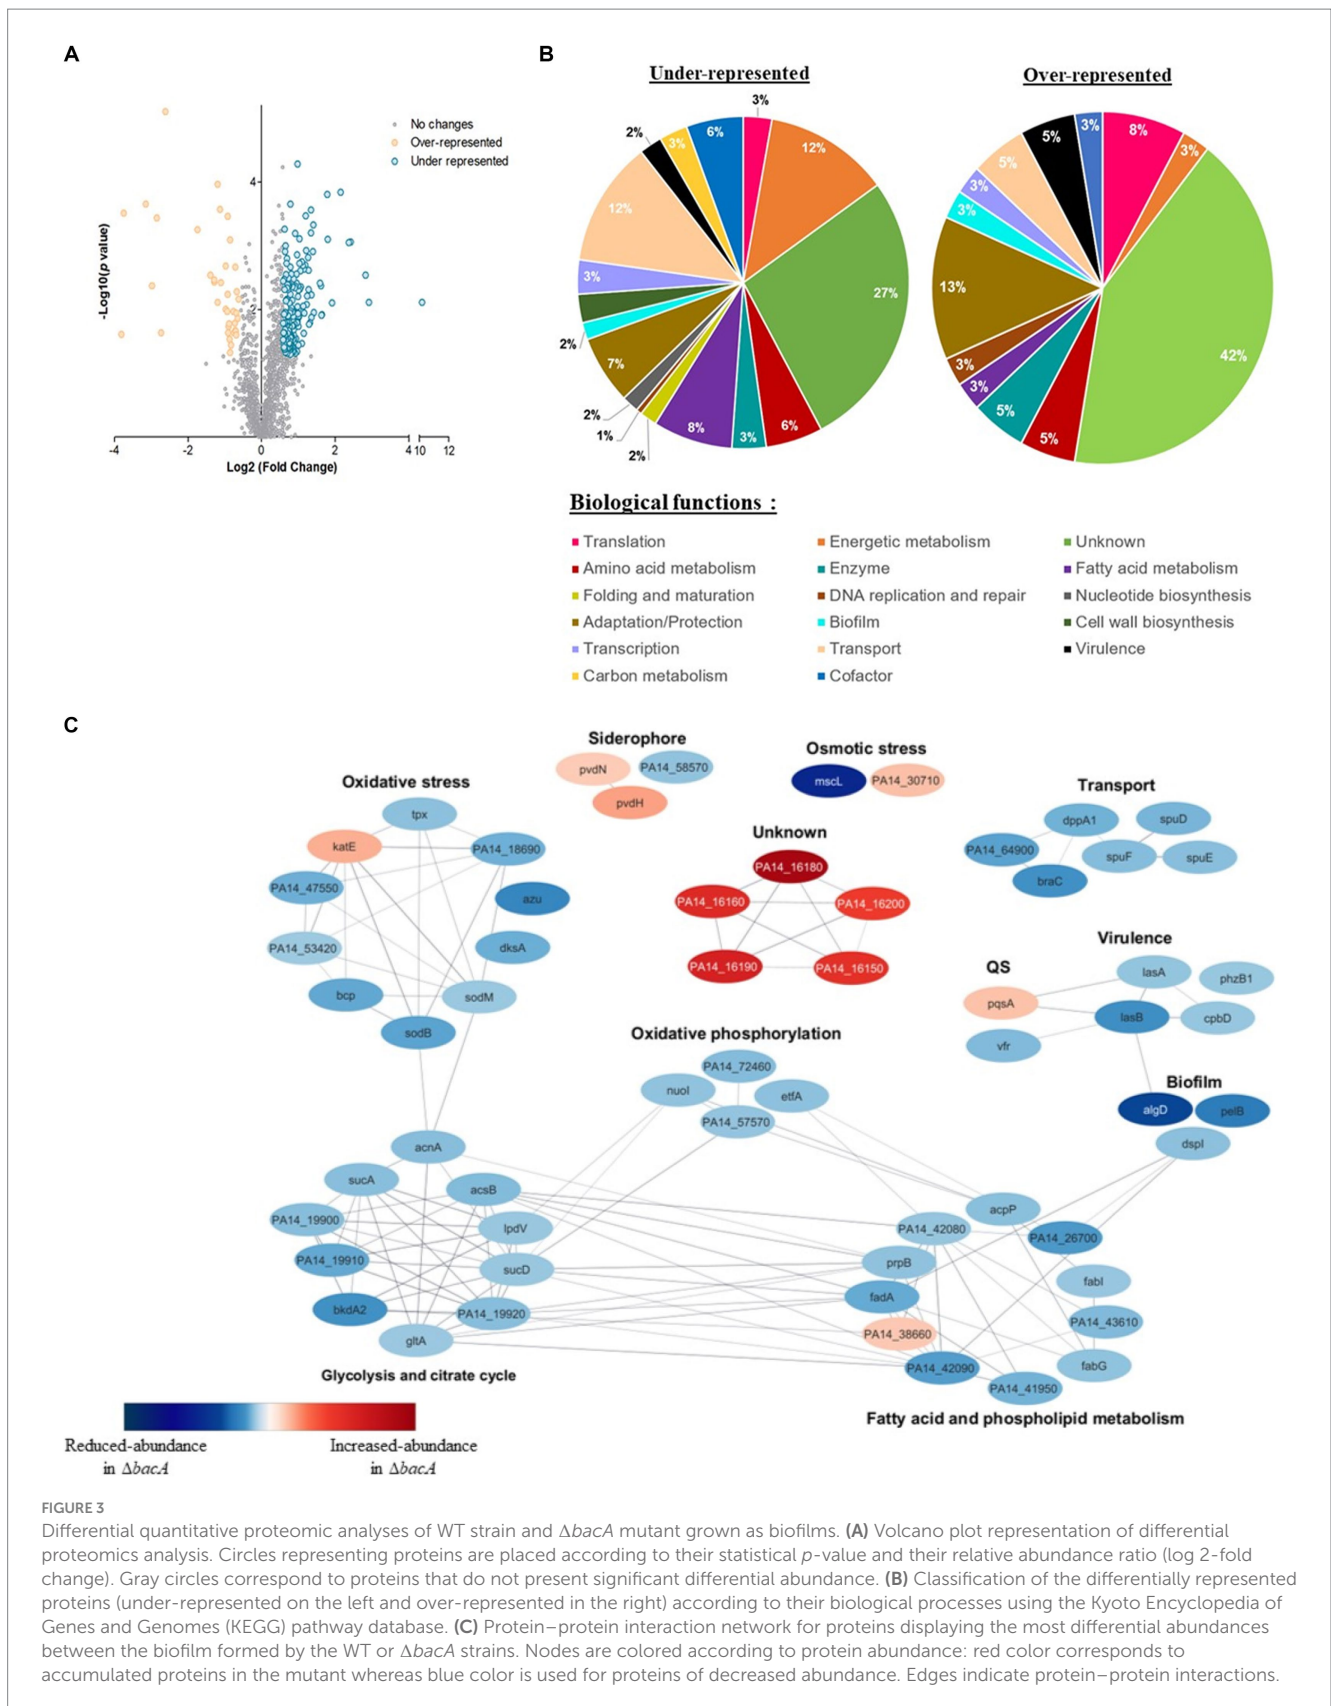 A
No changes
Over-represented
Under represented
-Log10(p value)
4
2
-4
-2
0
2
4
10
12
Log2 (Fold Change)
B
Under-represented
3%
12%
27%
6%
3%
8%
2%
1%
2%
7%
2%
3%
12%
2%
3%
6%
Over-represented
8%
3%
42%
5%
5%
3%
3%
13%
3%
3%
5%
5%
3%
Biological functions :
Translation
Energetic metabolism
Unknown
Amino acid metabolism
Enzyme
Fatty acid metabolism
Folding and maturation
DNA replication and repair
Nucleotide biosynthesis
Adaptation/Protection
Biofilm
Cell wall biosynthesis
Transcription
Transport
Virulence
Carbon metabolism
Cofactor
C
Oxidative stress
tpx
katE
PA14_18690
PA14_47550
azu
PA14_53420
dksA
bcp
sodM
sodB
Siderophore
pvdN
PA14_58570
pvdH
Osmotic stress
mscL
PA14_30710
Unknown
PA14_16180
PA14_16160
PA14_16200
PA14_16190
PA14_16150
Transport
dppA1
spuD
PA14_64900
spuF
spuE
braC
Virulence
QS
lasA
phzB1
pqsA
lasB
cpbD
vfr
Biofilm
algD
pelB
dspI
Oxidative phosphorylation
PA14_72460
nuoI
etfA
PA14_57570
acnA
sucA
acsB
PA14_19900
lpdV
PA14_19910
sucD
bkdA2
PA14_19920
gltA
Glycolysis and citrate cycle
acpP
PA14_42080
PA14_26700
prpB
fabI
fadA
PA14_43610
PA14_38660
PA14_42090
fabG
PA14_41950
Fatty acid and phospholipid metabolism
Reduced-abundance
in ΔbacA
Increased-abundance
in ΔbacA
FIGURE 3
Differential quantitative proteomic analyses of WT strain and ΔbacA mutant grown as biofilms. (A) Volcano plot representation of differential
proteomics analysis. Circles representing proteins are placed according to their statistical p-value and their relative abundance ratio (log 2-fold
change). Gray circles correspond to proteins that do not present significant differential abundance. (B) Classification of the differentially represented
proteins (under-represented on the left and over-represented in the right) according to their biological processes using the Kyoto Encyclopedia of
Genes and Genomes (KEGG) pathway database. (C) Protein–protein interaction network for proteins displaying the most differential abundances
between the biofilm formed by the WT or ΔbacA strains. Nodes are colored according to protein abundance: red color corresponds to
accumulated proteins in the mutant whereas blue color is used for proteins of decreased abundance. Edges indicate protein–protein interactions.